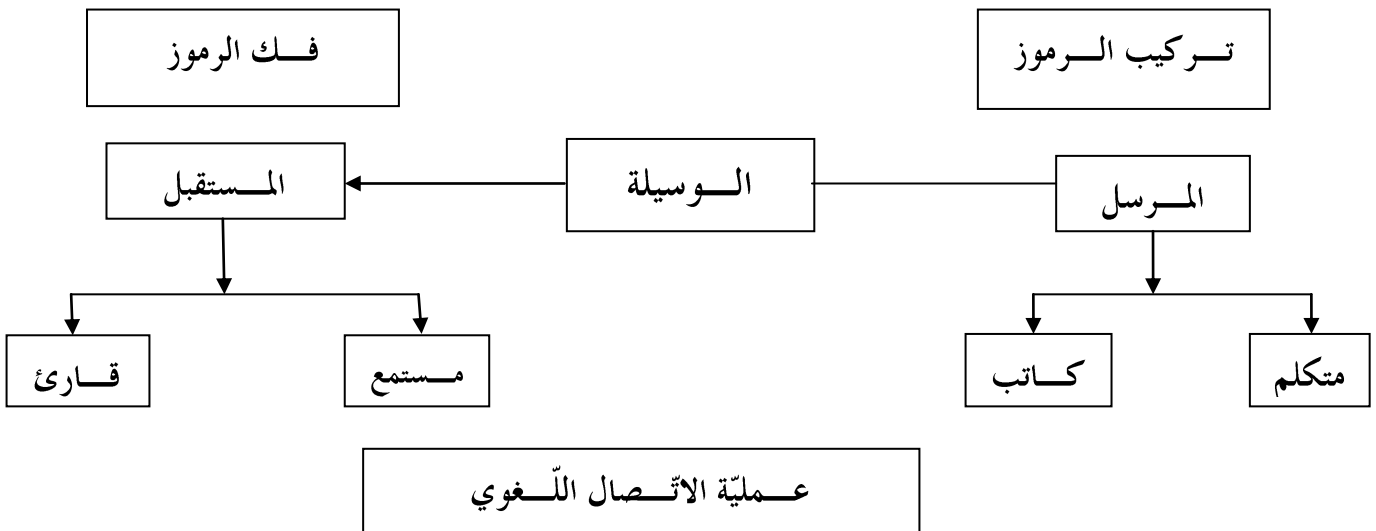 تركيب الرموز
فك الرموز
المرسل
الوسيلة
المستقبل
متكلم
كاتب
مستمع
قارئ
عمليّة الاتّصال اللّغوي